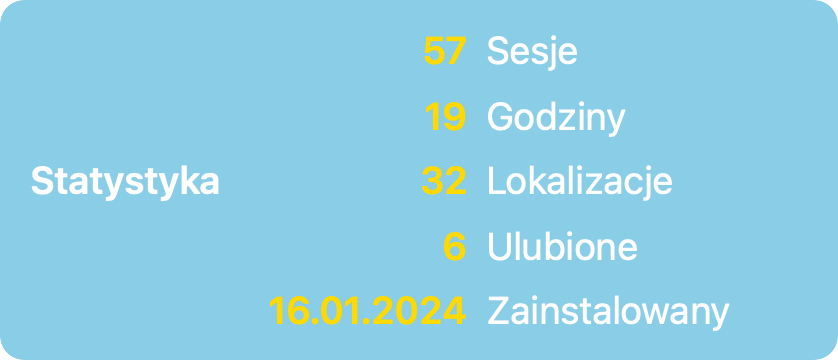 57 Sesje
19 Godziny
Statystyka 32 Lokalizacje
6 Ulubione
16.01.2024 Zainstalowany